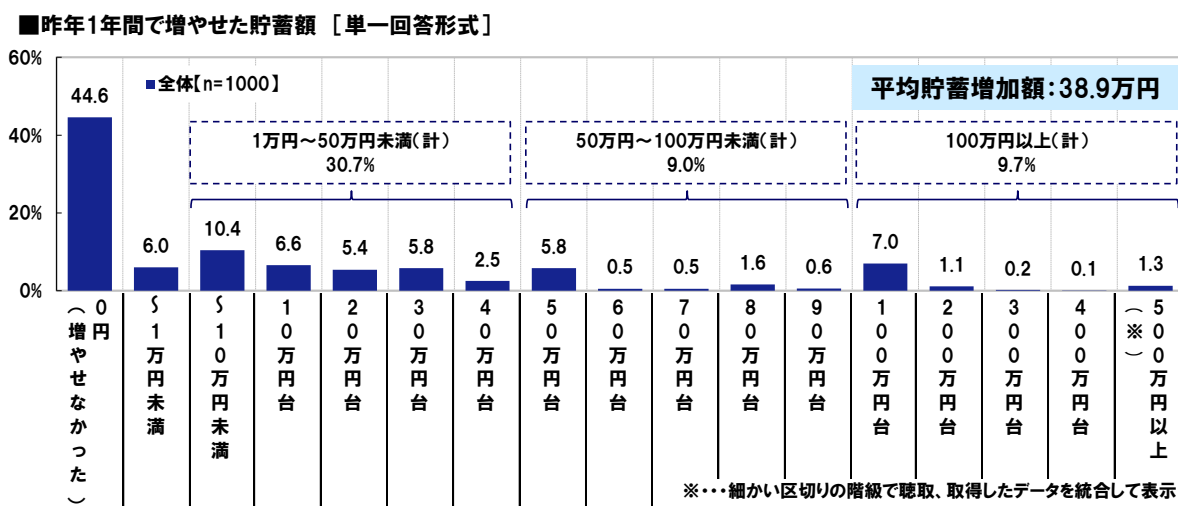 ■昨年1年間で増やせた貯蓄額 ［単一回答形式］
60%
40%
20%
0%
■全体【n=1000】
平均貯蓄増加額：38.9万円
1万円～50万円未満（計）
30.7%
50万円～100万円未満（計）
9.0%
100万円以上（計）
9.7%
44.6
6.0
10.4
6.6
5.4
5.8
2.5
5.8
0.5
0.5
1.6
0.6
7.0
1.1
0.2
0.1
1.3
0円
（増やせなかった）
～1万円未満
～10万円未満
10万円台
20万円台
30万円台
40万円台
50万円台
60万円台
70万円台
80万円台
90万円台
100万円台
200万円台
300万円台
400万円台
500万円以上
（※）
※･･･細かい区切りの階級で聴取、取得したデータを統合して表示